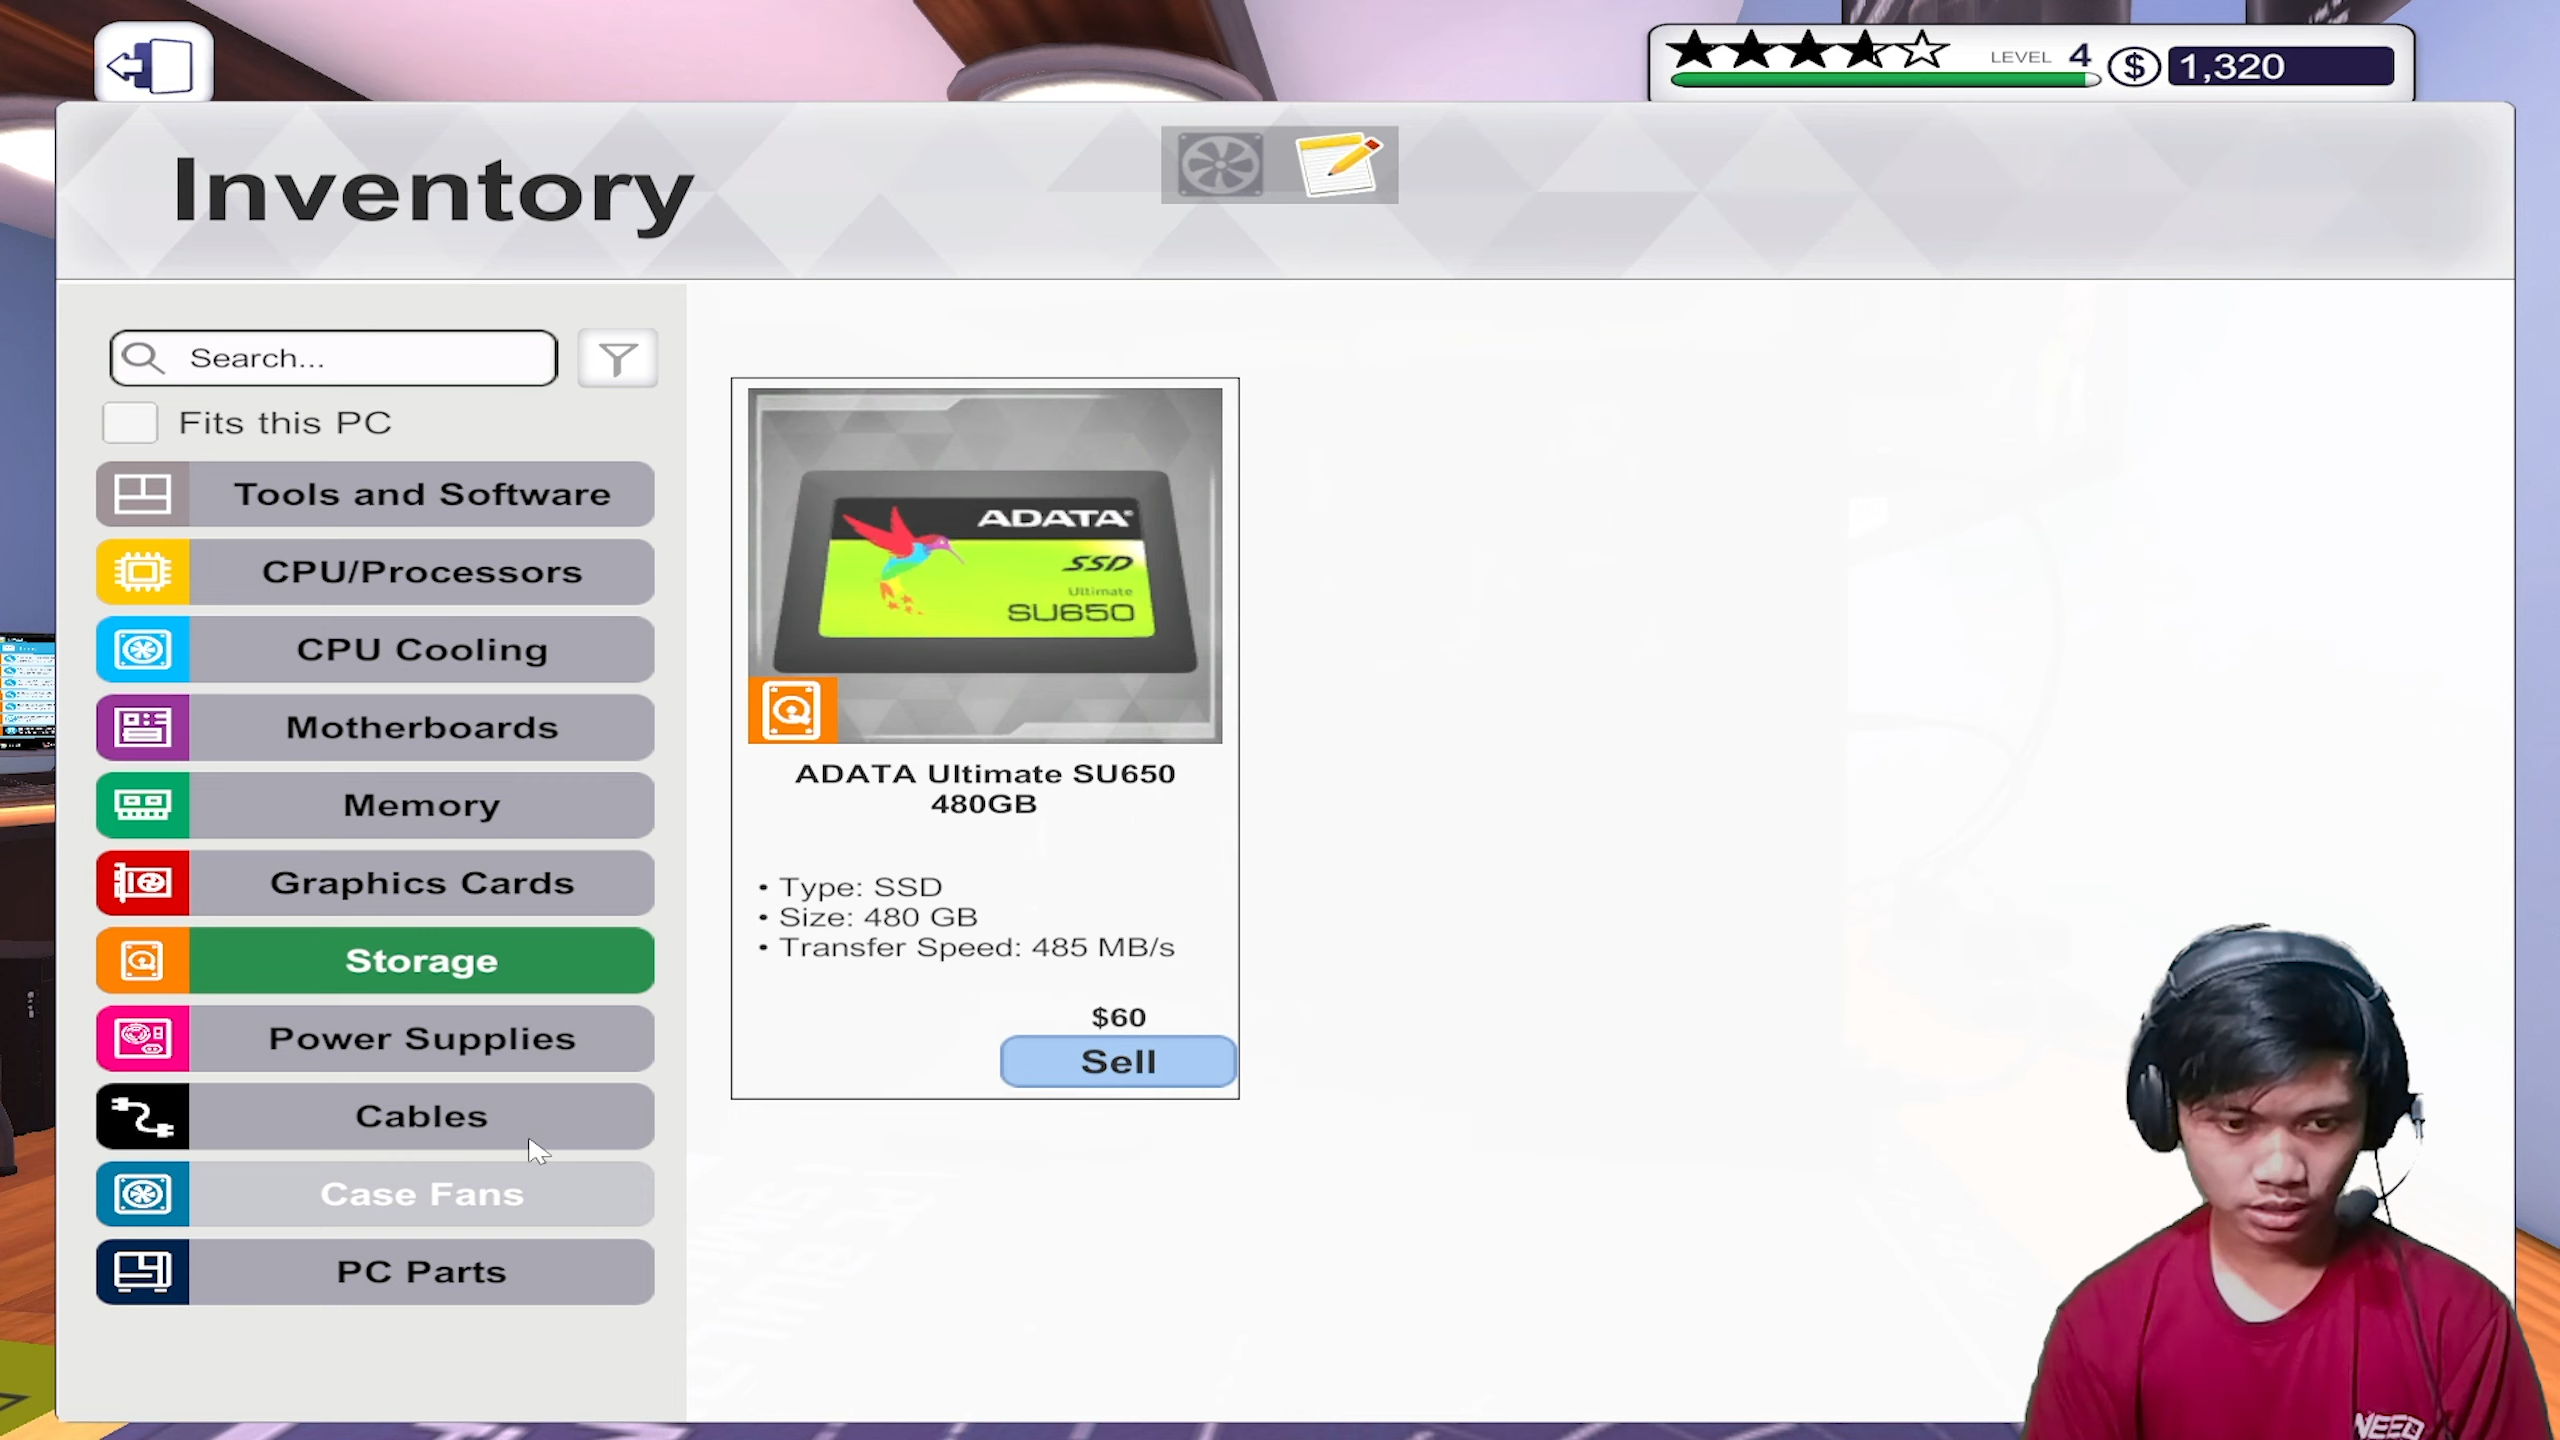 LEVEL 4 $ 1,320
Inventory
Search...
Fits this PC
Tools and Software
CPU/Processors
CPU Cooling
Motherboards
Memory
Graphics Cards
Storage
Power Supplies
Cables
Case Fans
PC Parts
ADATA
SSD
Ultimate
SU650
ADATA Ultimate SU650
480GB
• Type: SSD
• Size: 480 GB
• Transfer Speed: 485 MB/s
$60
Sell
NEED